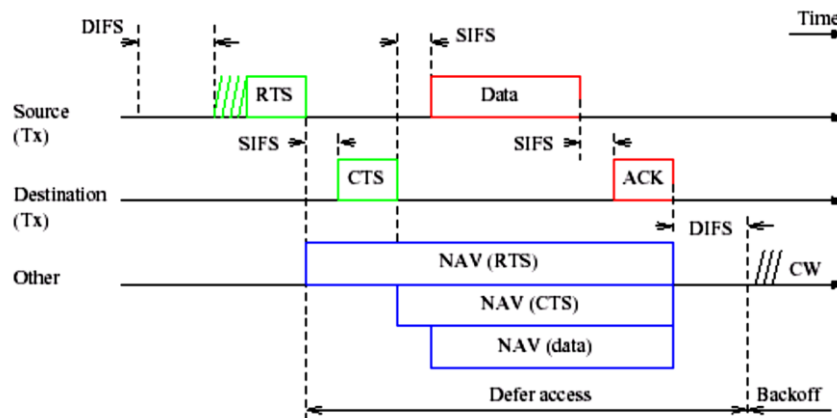 DIFS
SIFS
Time
RTS
Data
Source
(Tx)
SIFS
SIFS
CTS
ACK
Destination
(Tx)
DIFS
NAV (RTS)
CW
Other
NAV (CTS)
NAV (data)
Defer access
Backoff